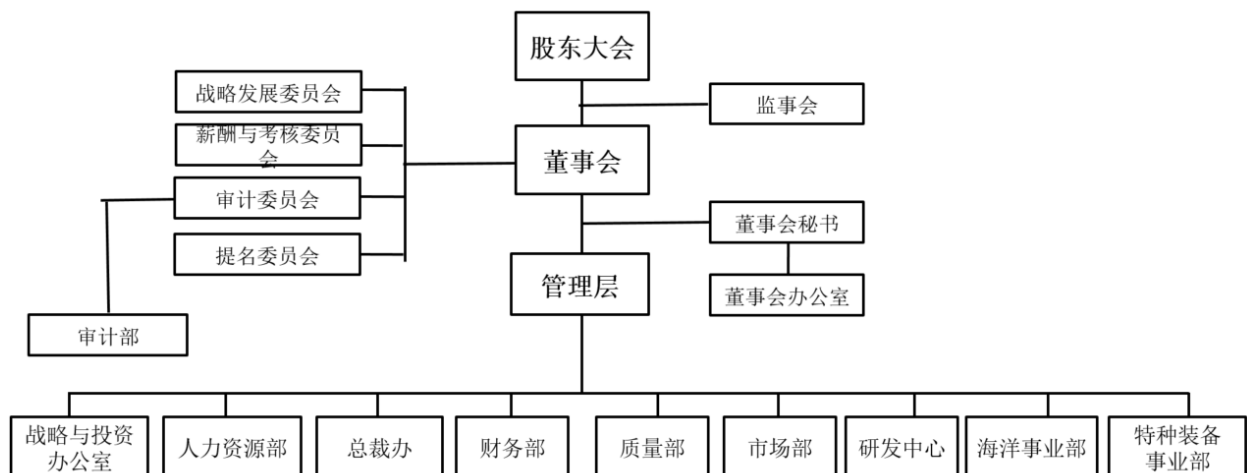 股东大会
战略发展委员会
监事会
薪酬与考核委员
会
董事会
审计委员会
董事会秘书
提名委员会
管理层
董事会办公室
审计部
战略与投资
办公室
人力资源部
总裁办
财务部
质量部
市场部
研发中心
海洋事业部
特种装备
事业部